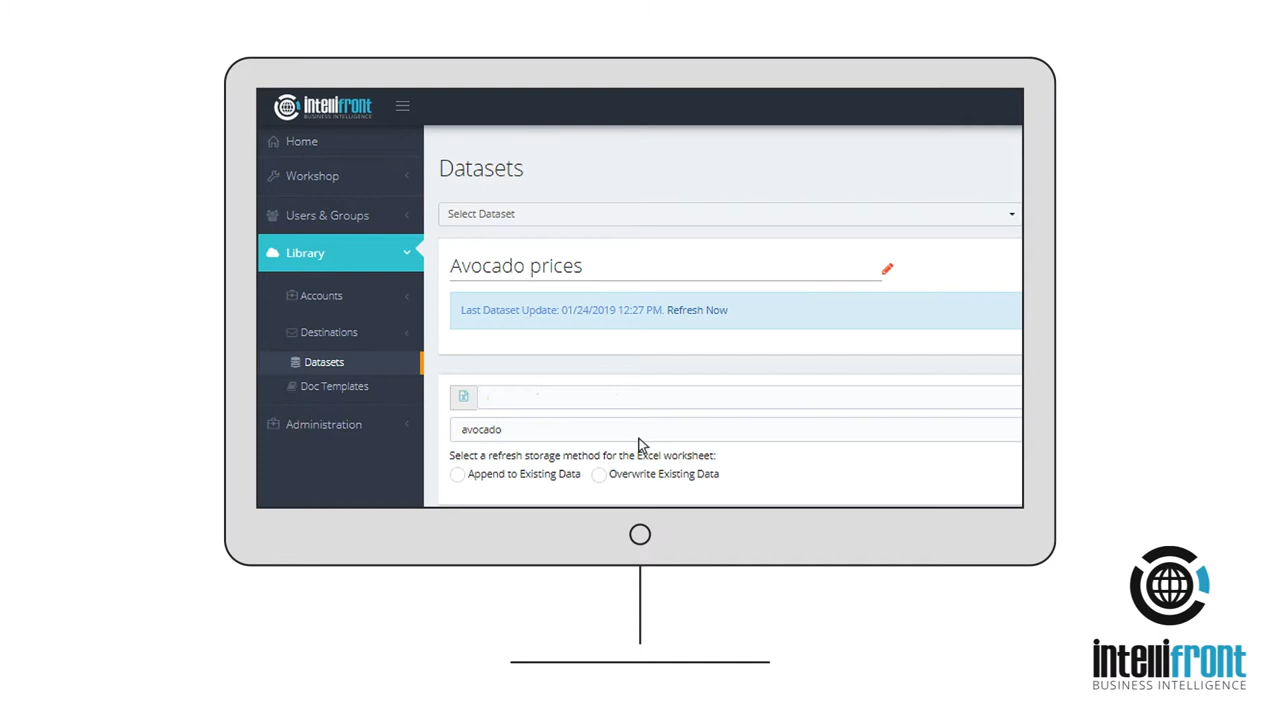 intellifront
BUSINESS INTELLIGENCE
Home
Workshop
Users & Groups
Library
Accounts
Destinations
Datasets
Doc Templates
Administration
Datasets
Select Dataset
Avocado prices
Last Dataset Update: 01/24/2019 12:27 PM. Refresh Now
avocado
Select a refresh storage method for the Excel worksheet:
Append to Existing Data Overwrite Existing Data
intellifront
BUSINESS INTELLIGENCE